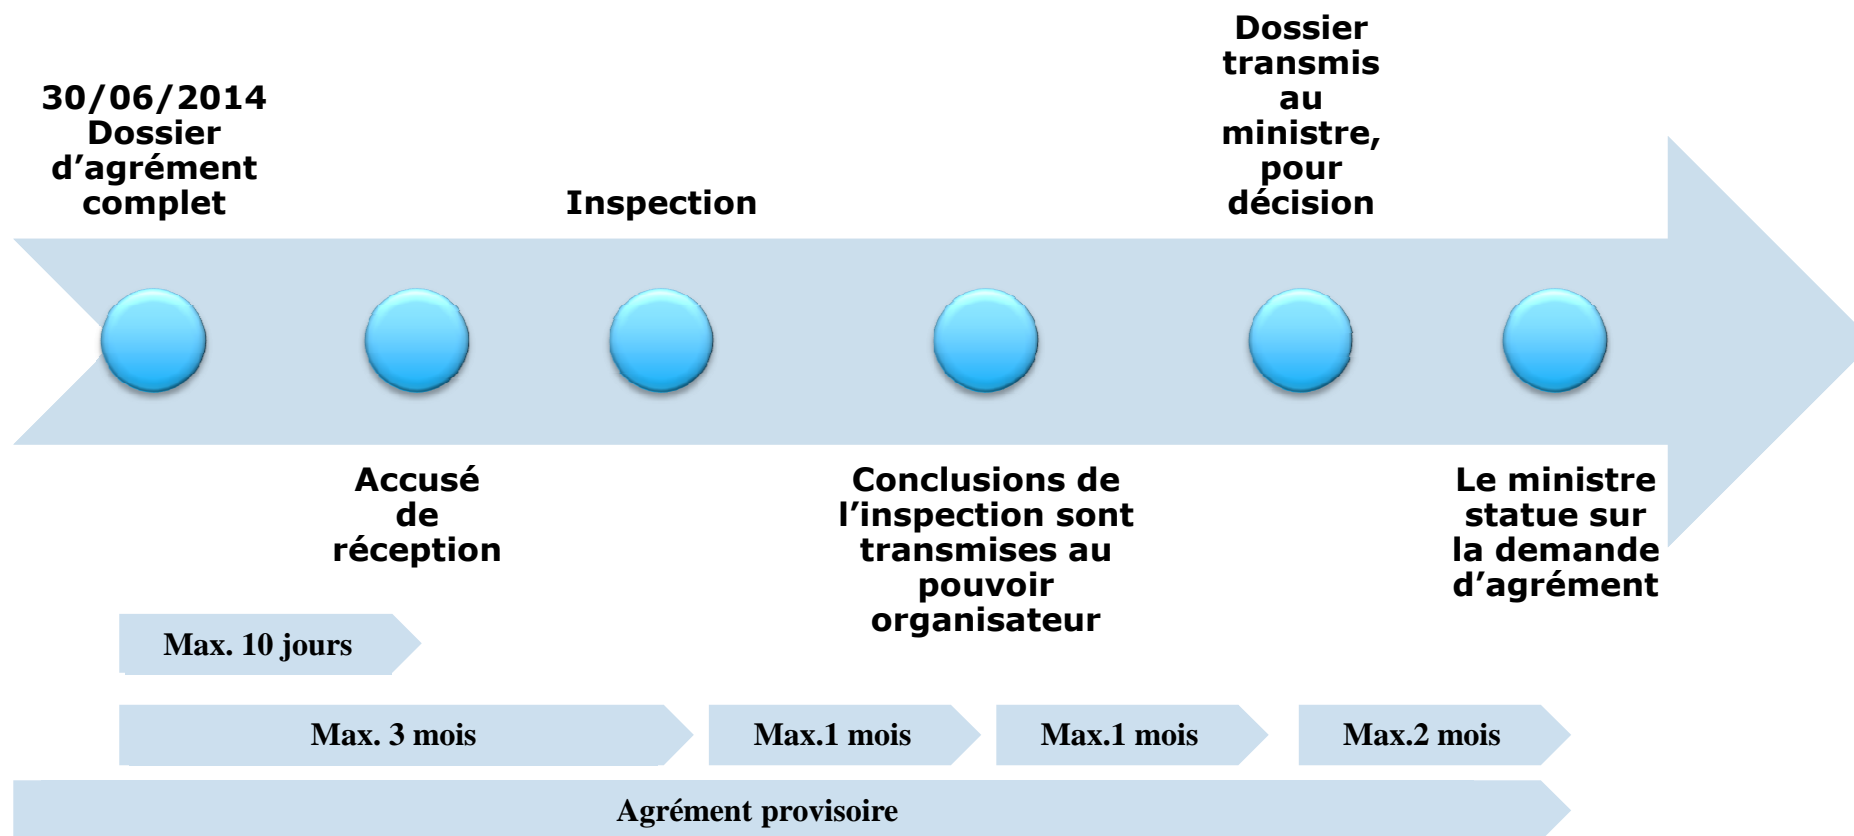 30/06/2014
Dossier
d’agrément
complet
Inspection
Dossier
transmis
au
ministre,
pour
décision
Accusé
de
réception
Conclusions de
l’inspection sont
transmises au
pouvoir
organisateur
Le ministre
statue sur
la demande
d’agrément
Max. 10 jours
Max. 3 mois
Max.1 mois
Max.1 mois
Max.2 mois
Agrément provisoire